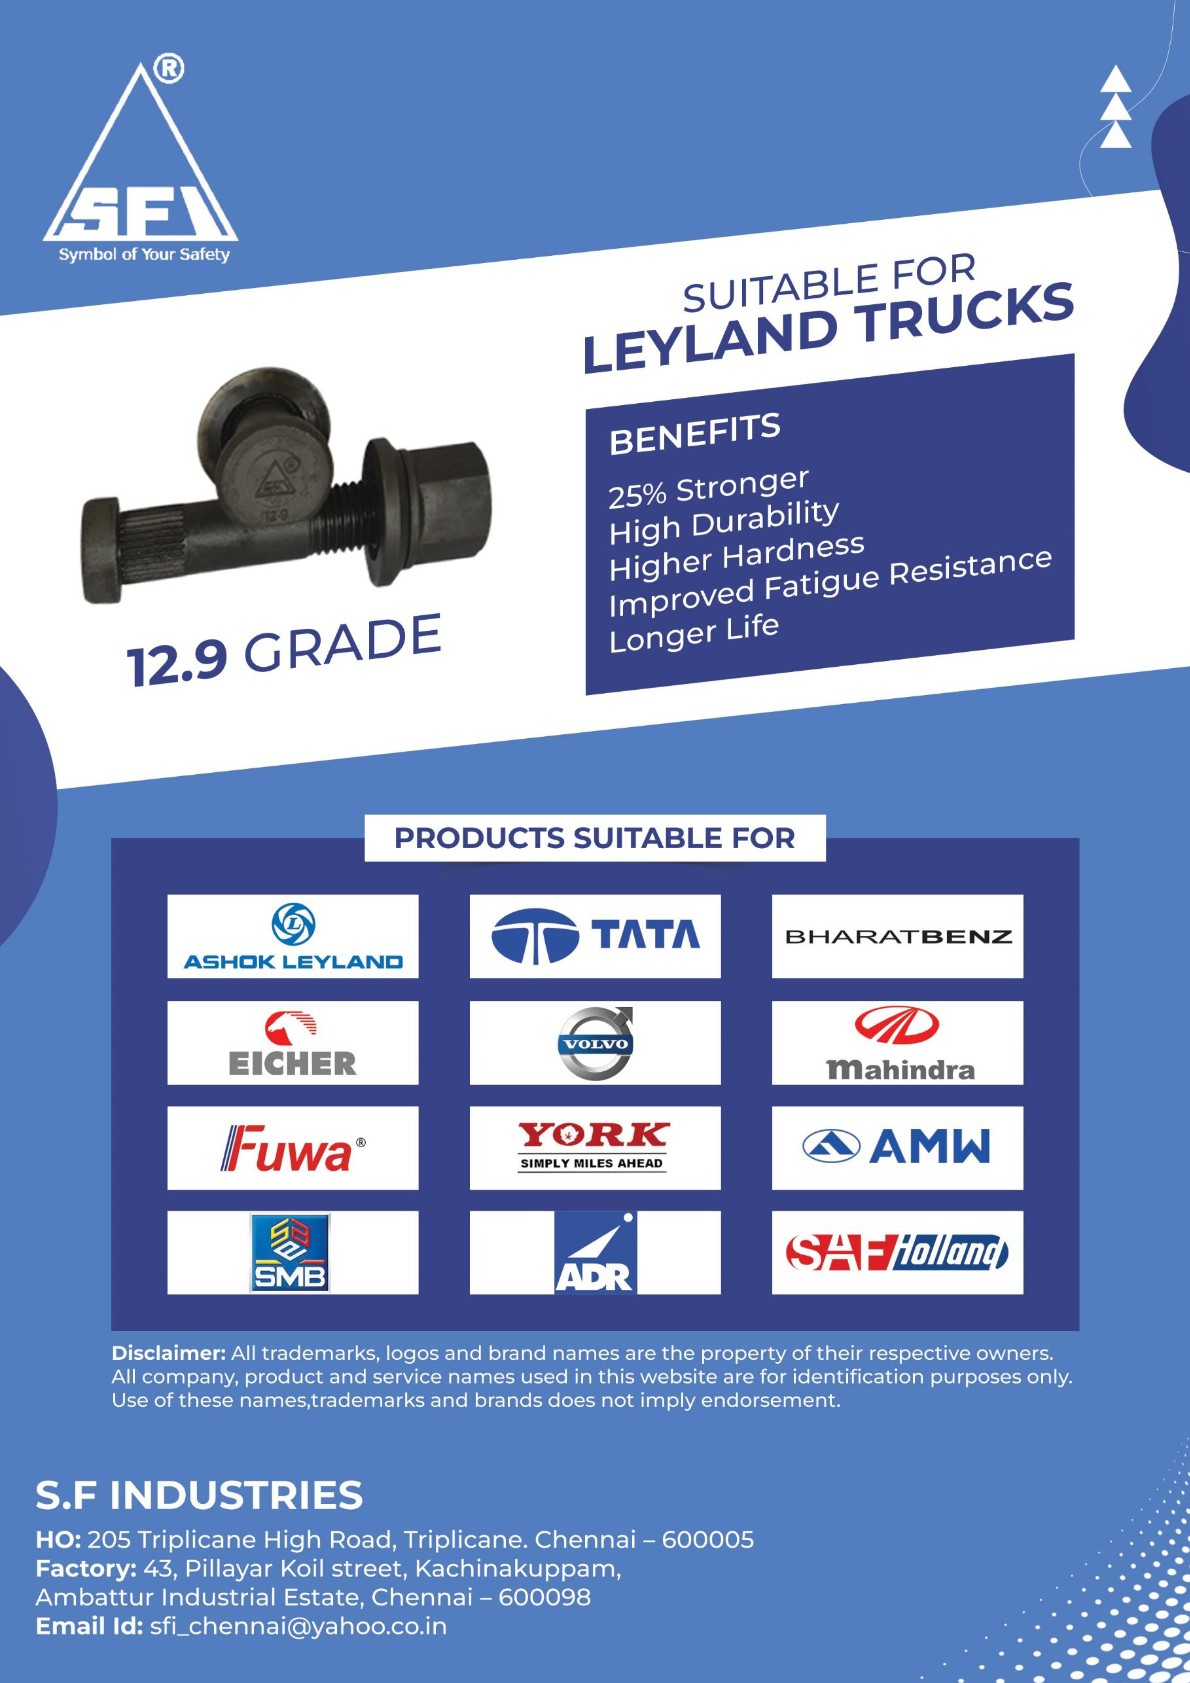 ®
SFI
Symbol of Your Safety
SUITABLE FOR
LEYLAND TRUCKS
BENEFITS
25% Stronger
High Durability
Higher Hardness
Improved Fatigue Resistance
Longer Life
12.9
12.9 GRADE
PRODUCTS SUITABLE FOR
L
ASHOK LEYLAND
TATA
BHARATBENZ
EICHER
VOLVO
mahindra
Fuwa®
YORK
SIMPLY MILES AHEAD
AMW
SMB
ADR
SAF Holland
Disclaimer: All trademarks, logos and brand names are the property of their respective owners.
All company, product and service names used in this website are for identification purposes only.
Use of these names,trademarks and brands does not imply endorsement.
S.F INDUSTRIES
HO: 205 Triplicane High Road, Triplicane. Chennai – 600005
Factory: 43, Pillayar Koil street, Kachinakuppam,
Ambattur Industrial Estate, Chennai – 600098
Email Id: sfi_chennai@yahoo.co.in